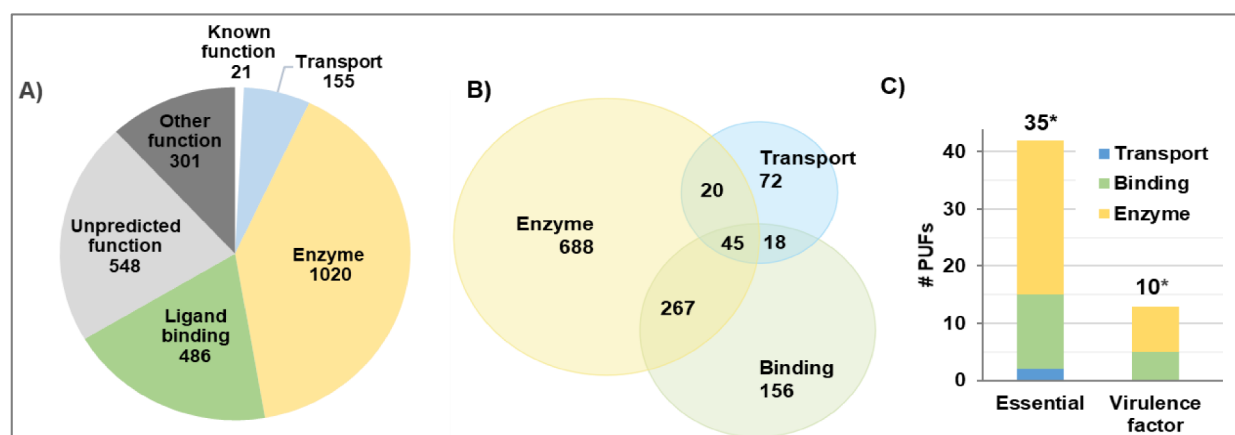 A)
Known
function
21
Transport
155
Other
function
301
Unpredicted
function
548
Enzyme
1020
Ligand
binding
486
B)
Transport
72
20
Enzyme
688
45
18
267
Binding
156
C)
35*
10*
Transport
Binding
Enzyme
# PUFs
40
30
20
10
0
Essential
Virulence
factor